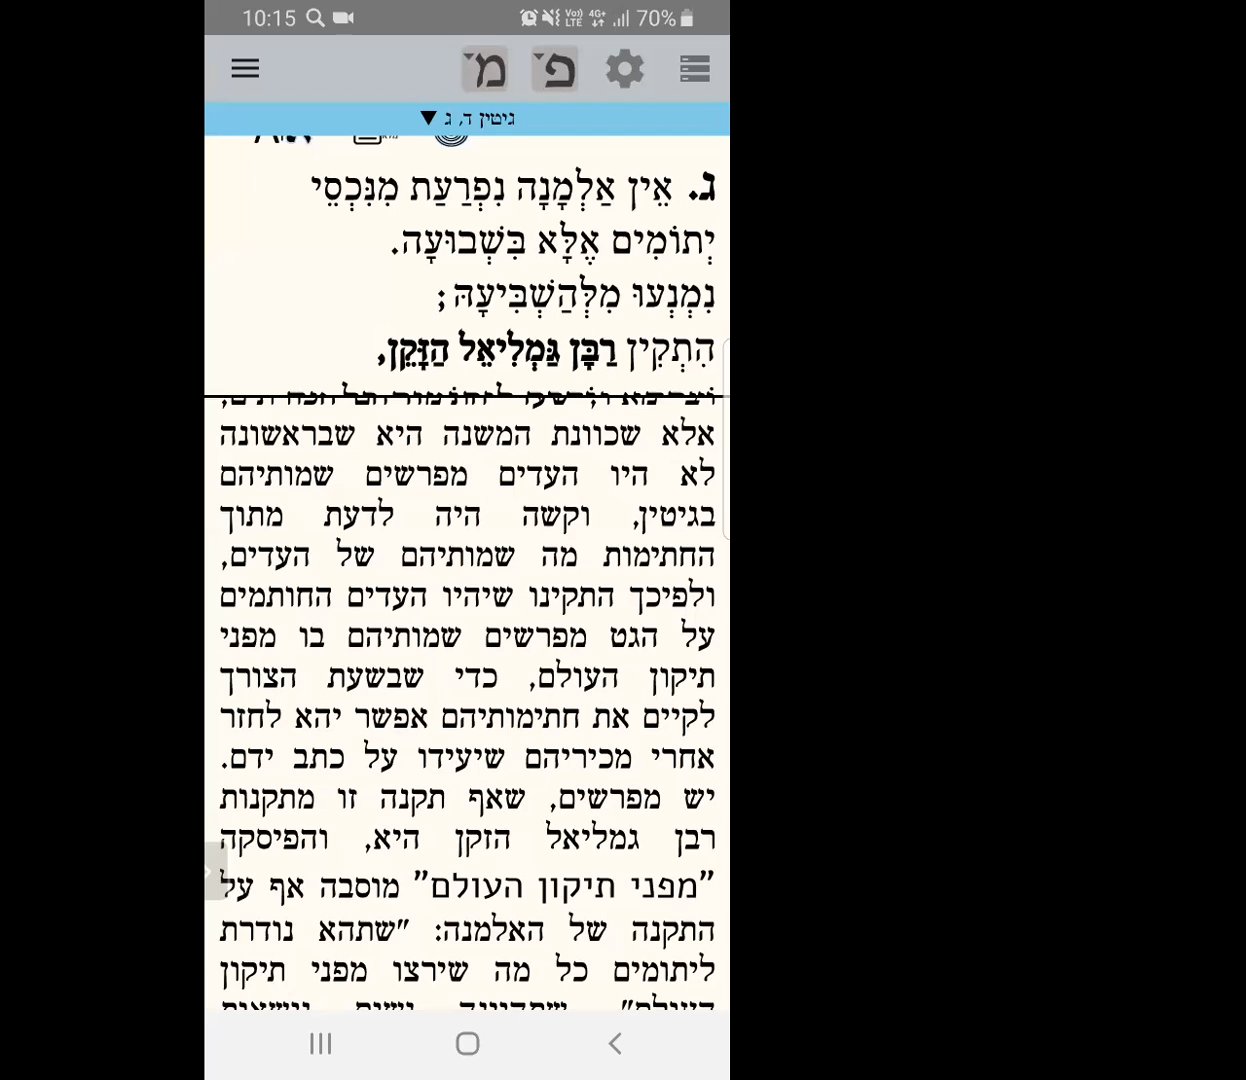 10:15 Vo)) LTE 4G+ 70%
מ פ
גיטין ד, ג ▼
ג. אֵין אַלְמָנָה נִפְרַעַת מִנִּכְסֵי
יְתוֹמִים אֶלָּא בִּשְׁבוּעָה.
נִמְנְעוּ מִלְּהַשְׁבִּיעָהּ;
הִתְקִין רַבָּן גַּמְלִיאֵל הַזָּקֵן,
אלא שכוונת המשנה היא שבראשונה
לא היו העדים מפרשים שמותיהם
בגיטין, וקשה היה לדעת מתוך
החתימות מה שמותיהם של העדים,
ולפיכך התקינו שיהיו העדים החותמים
על הגט מפרשים שמותיהם בו מפני
תיקון העולם, כדי שבשעת הצורך
לקיים את חתימותיהם אפשר יהא לחזר
אחרי מכיריהם שיעידו על כתב ידם.
יש מפרשים, שאף תקנה זו מתקנות
רבן גמליאל הזקן היא, והפיסקה
"מפני תיקון העולם" מוסבה אף על
התקנה של האלמנה: "שתהא נודרת
ליתומים כל מה שירצו מפני תיקון